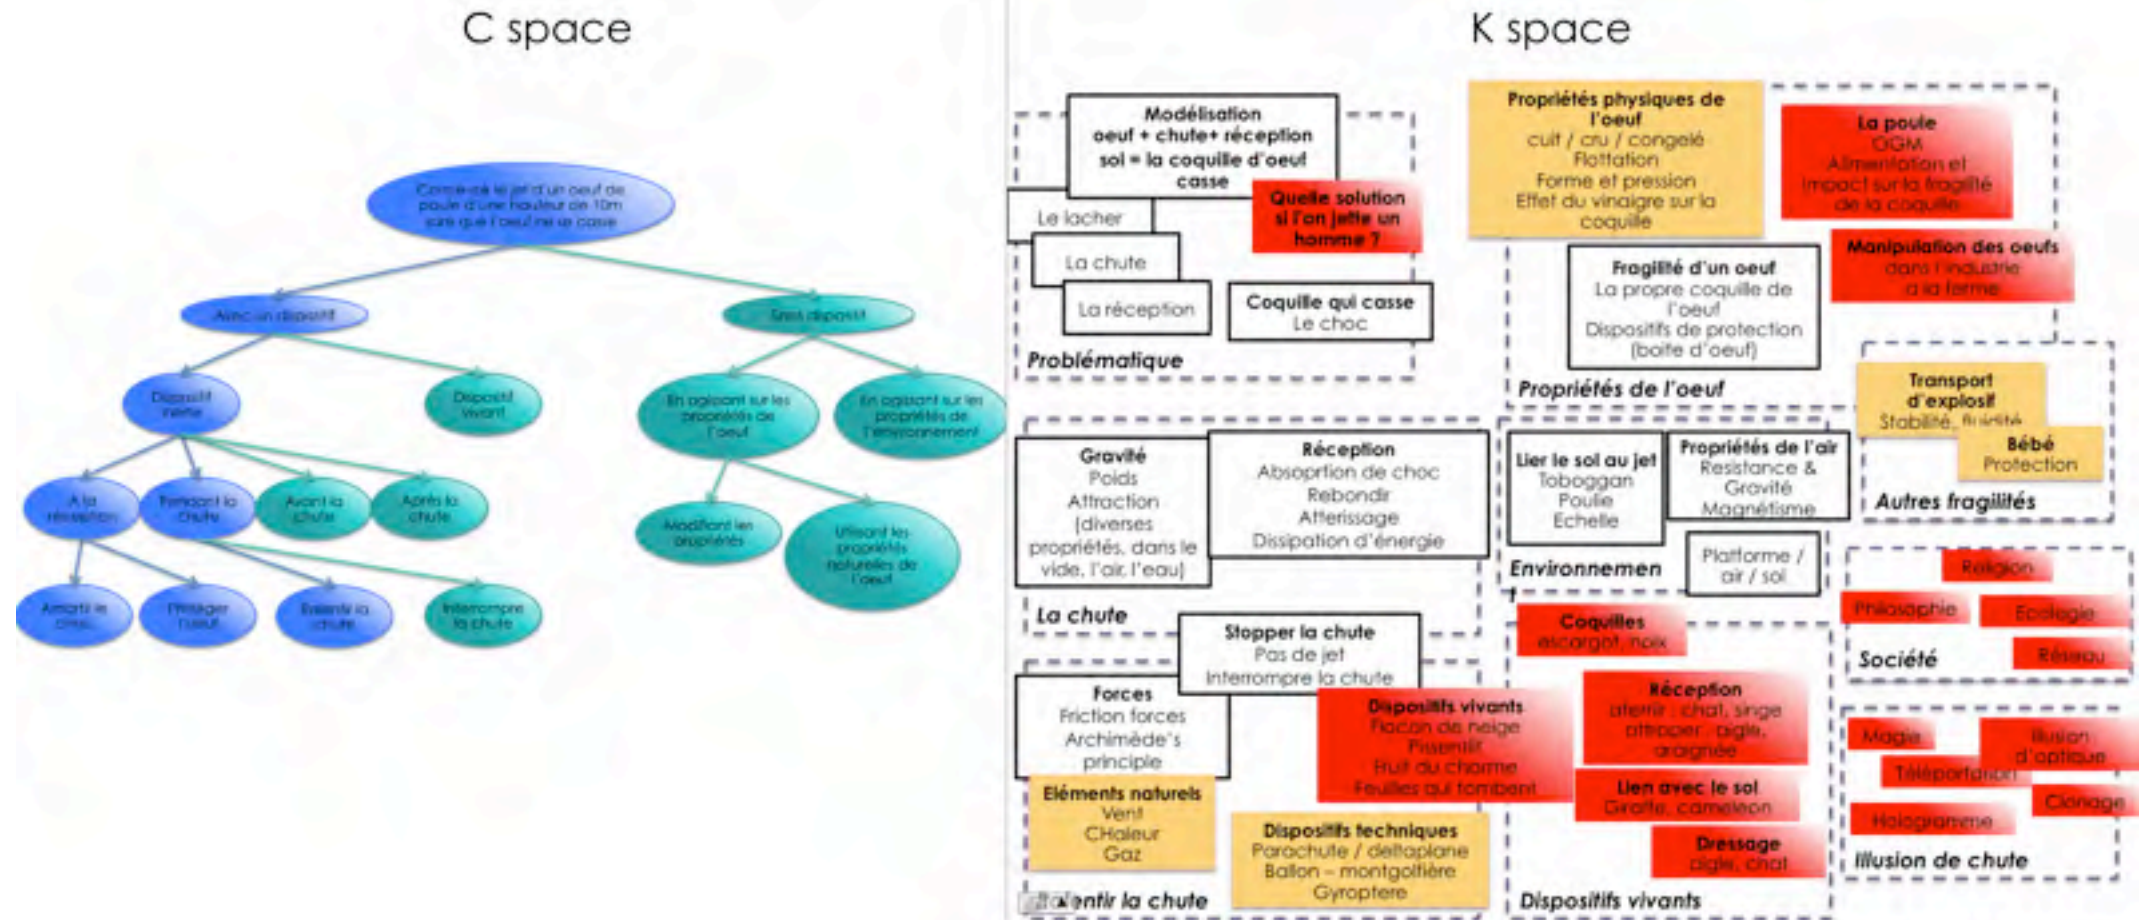 C space
le jet d'un oeuf de
poule d'une hauteur de 10m
que l'oeuf ne se casse
Avec un dispositif
Sans dispositif
Dispositif
inerte
Dispositif
vivant
En agissant sur les
propriétés de
l'oeuf
En agissant sur les
propriétés de
l'environnement
A la
réception
Pendant la
chute
Avant la
chute
Après la
chute
Modifiant les
propriétés
Utilisant les
propriétés
naturelles de
l'oeuf
Amortir le
choc
Protéger
l'oeuf
Ralentir la
chute
Interrompre
la chute
K space
Modélisation
oeuf + chute+ réception
sol = la coquille d'oeuf
casse
Quelle solution
si l'on jette un
homme ?
Le lacher
La chute
La réception
Coquille qui casse
Le choc
Problématique
Propriétés physiques de
l'oeuf
cuit / cru / congelé
Flottation
Forme et pression
Effet du vinaigre sur la
coquille
La poule
OGM
Alimentation et
impact sur la fragilité
de la coquille
Manipulation des oeufs
dans l'industrie
a la ferme
Fragilité d'un oeuf
La propre coquille de
l'oeuf
Dispositifs de protection
(boite d'oeuf)
Propriétés de l'oeuf
Transport
d'explosif
Stabilité, fluidité
Bébé
Protection
Autres fragilités
Gravité
Poids
Attraction
(diverses
propriétés, dans le
vide, l'air, l'eau)
Réception
Absoprtion de choc
Rebondir
Atterissage
Dissipation d'énergie
La chute
Lier le sol au jet
Toboggan
Poulie
Echelle
Propriétés de l'air
Resistance &
Gravité
Magnétisme
Platforme /
air / sol
Environnemen
Religion
Philosophie
Ecologie
Réseau
Société
Stopper la chute
Pas de jet
Interrompre la chute
Forces
Friction forces
Archimède's
principle
Eléments naturels
Vent
CHaleur
Gaz
Dispositifs vivants
Flocon de neige
Pissenlit
Fruit du charme
Feuilles qui tombent
Dispositifs techniques
Parachute / deltaplane
Ballon – montgolfière
Gyroptere
entir la chute
Coquilles
escargot, noix
Réception
aterrir : chat, singe
attraper : aigle,
araignée
Lien avec le sol
Giraffe, cameleon
Dressage
aigle, chat
Dispositifs vivants
Magie
Illusion
d'optique
Téléportation
Clonage
Hologramme
Illusion de chute